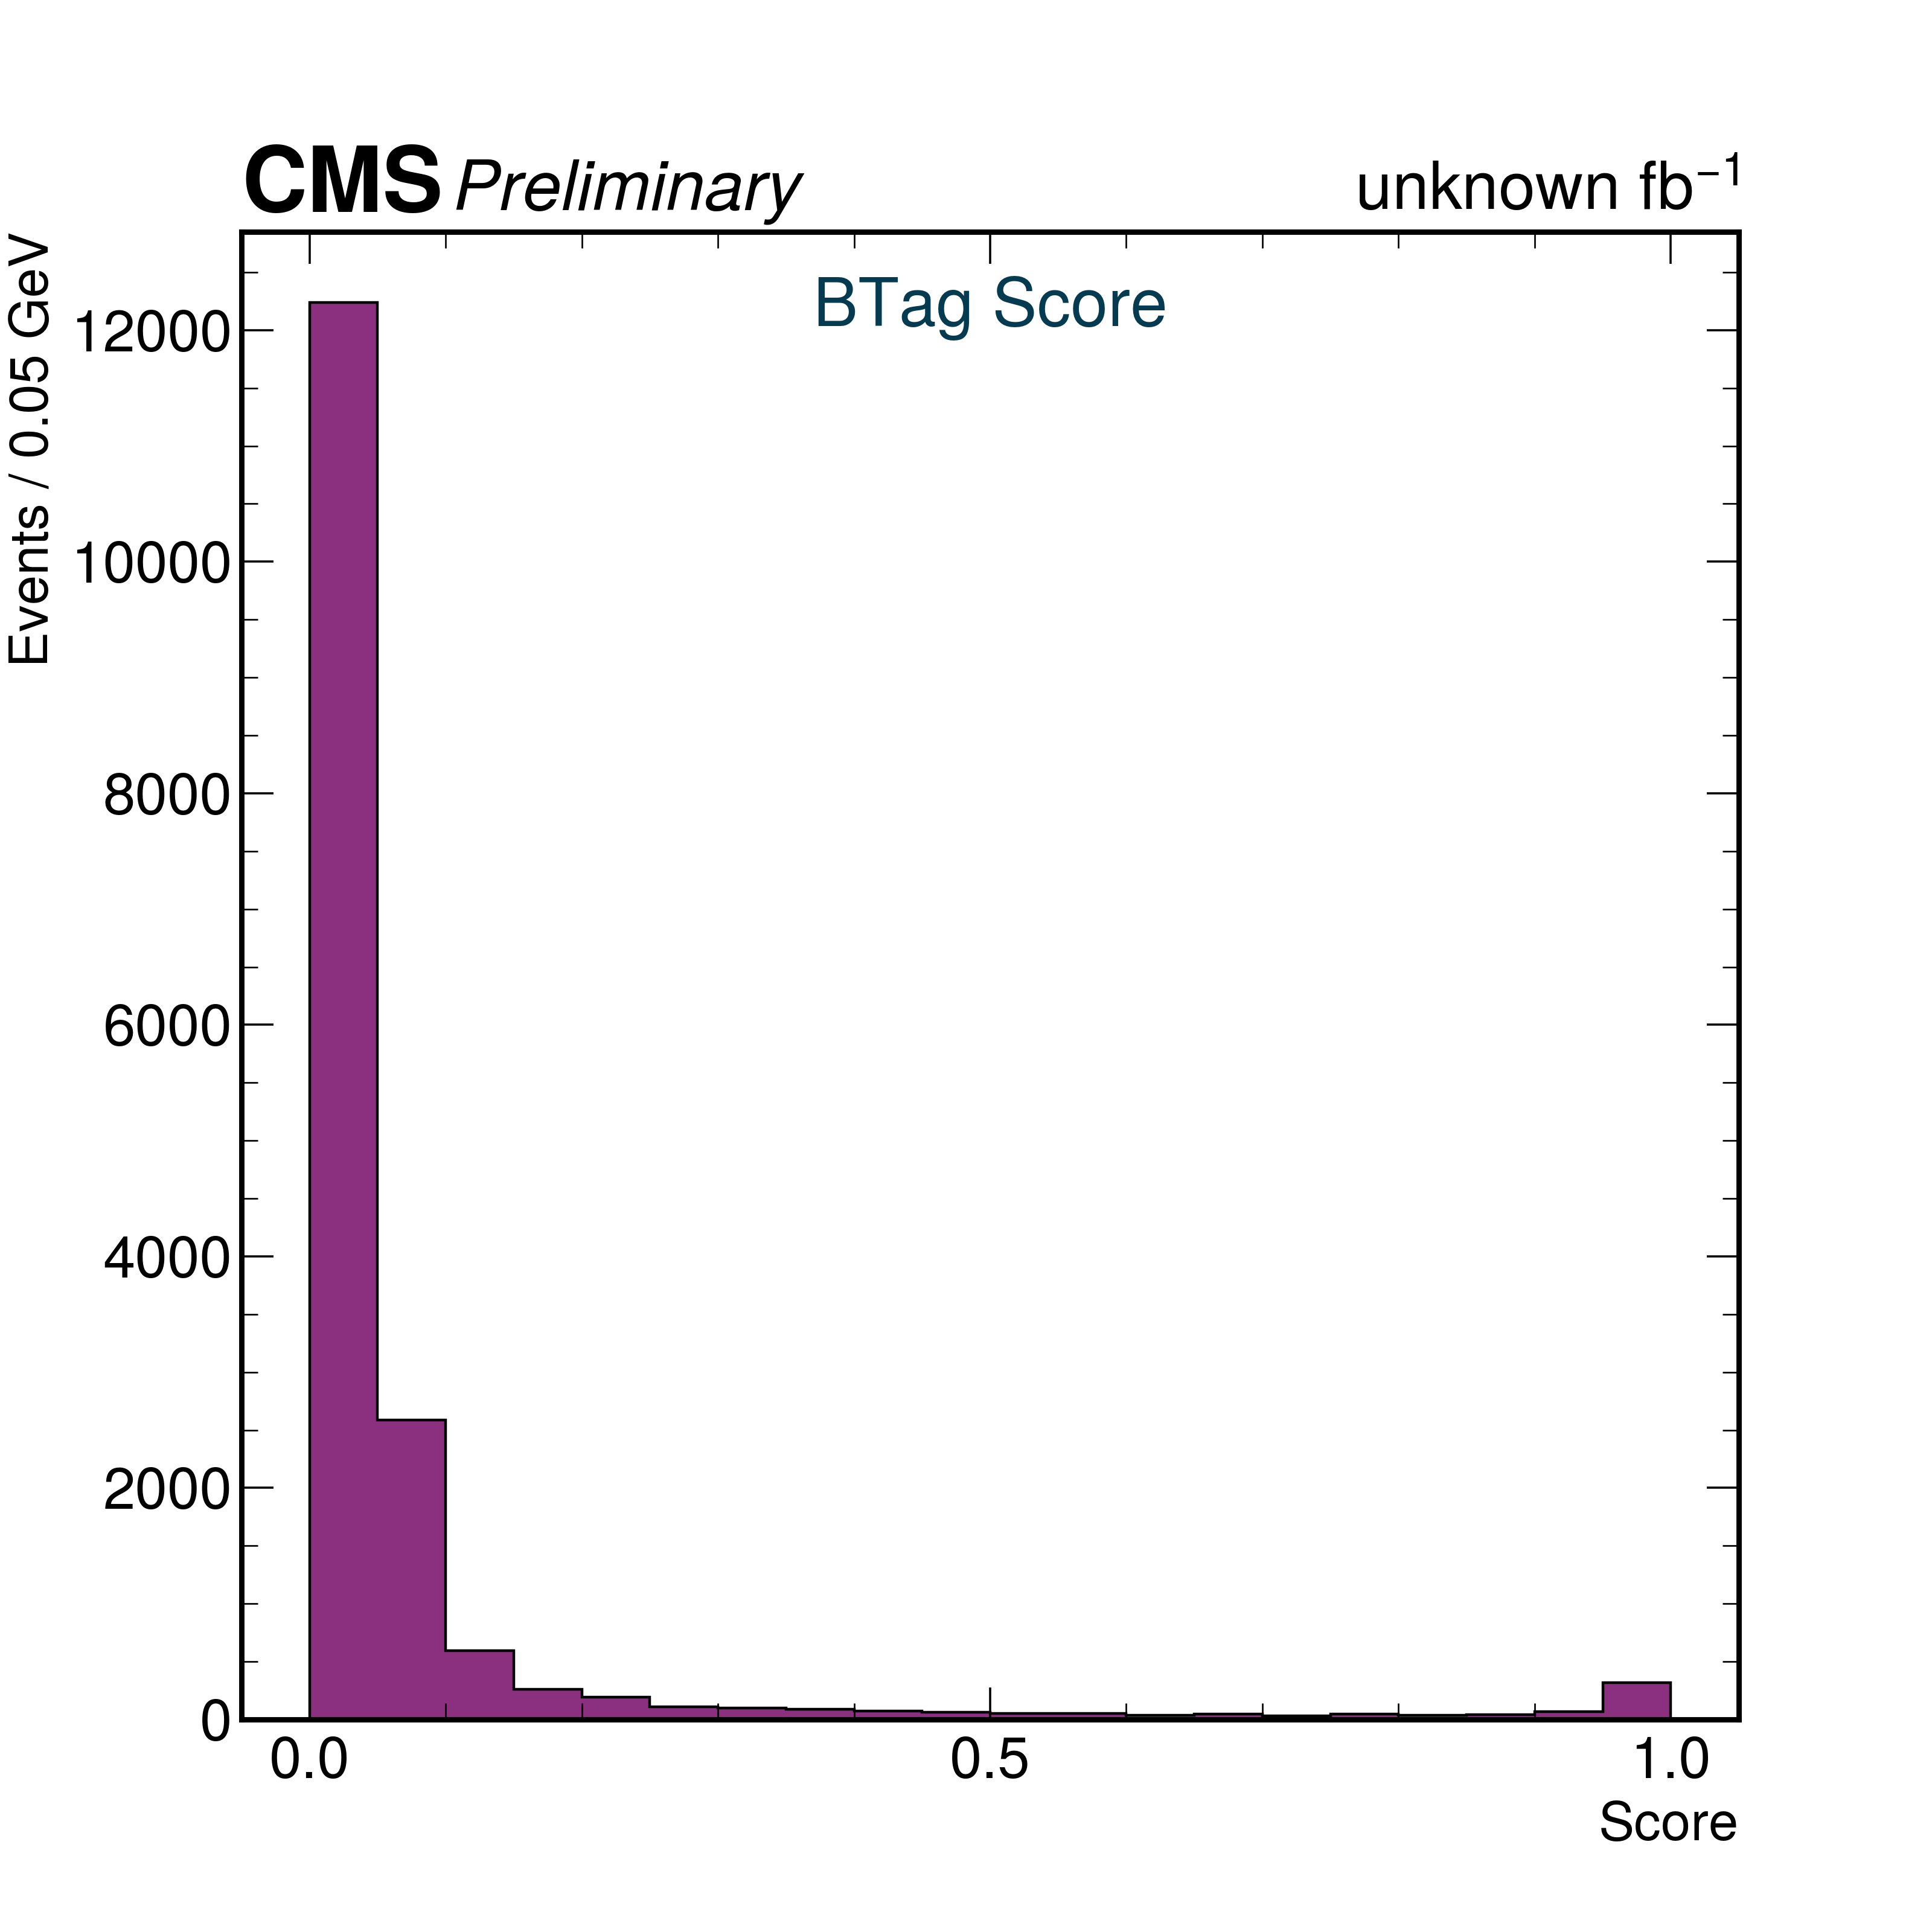 CMS Preliminary
unknown fb⁻¹
BTag Score
Events / 0.05 GeV
12000
10000
8000
6000
4000
2000
0
0.0 0.5 1.0
Score